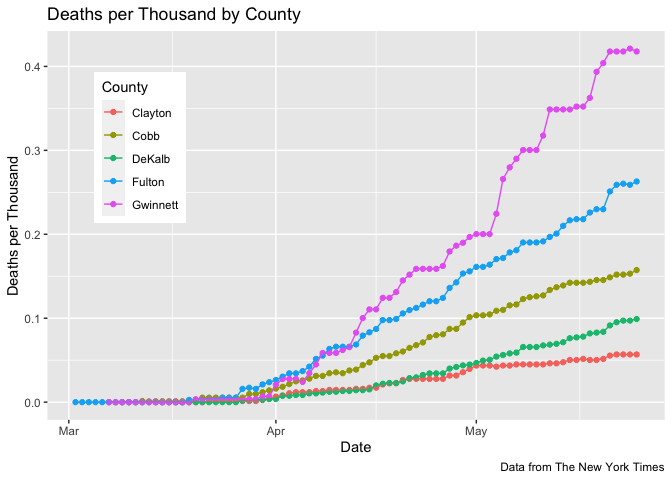 Deaths per Thousand by County
Deaths per Thousand
0.4
0.3
0.2
0.1
0.0
County
Clayton
Cobb
DeKalb
Fulton
Gwinnett
Mar
Apr
May
Date
Data from The New York Times